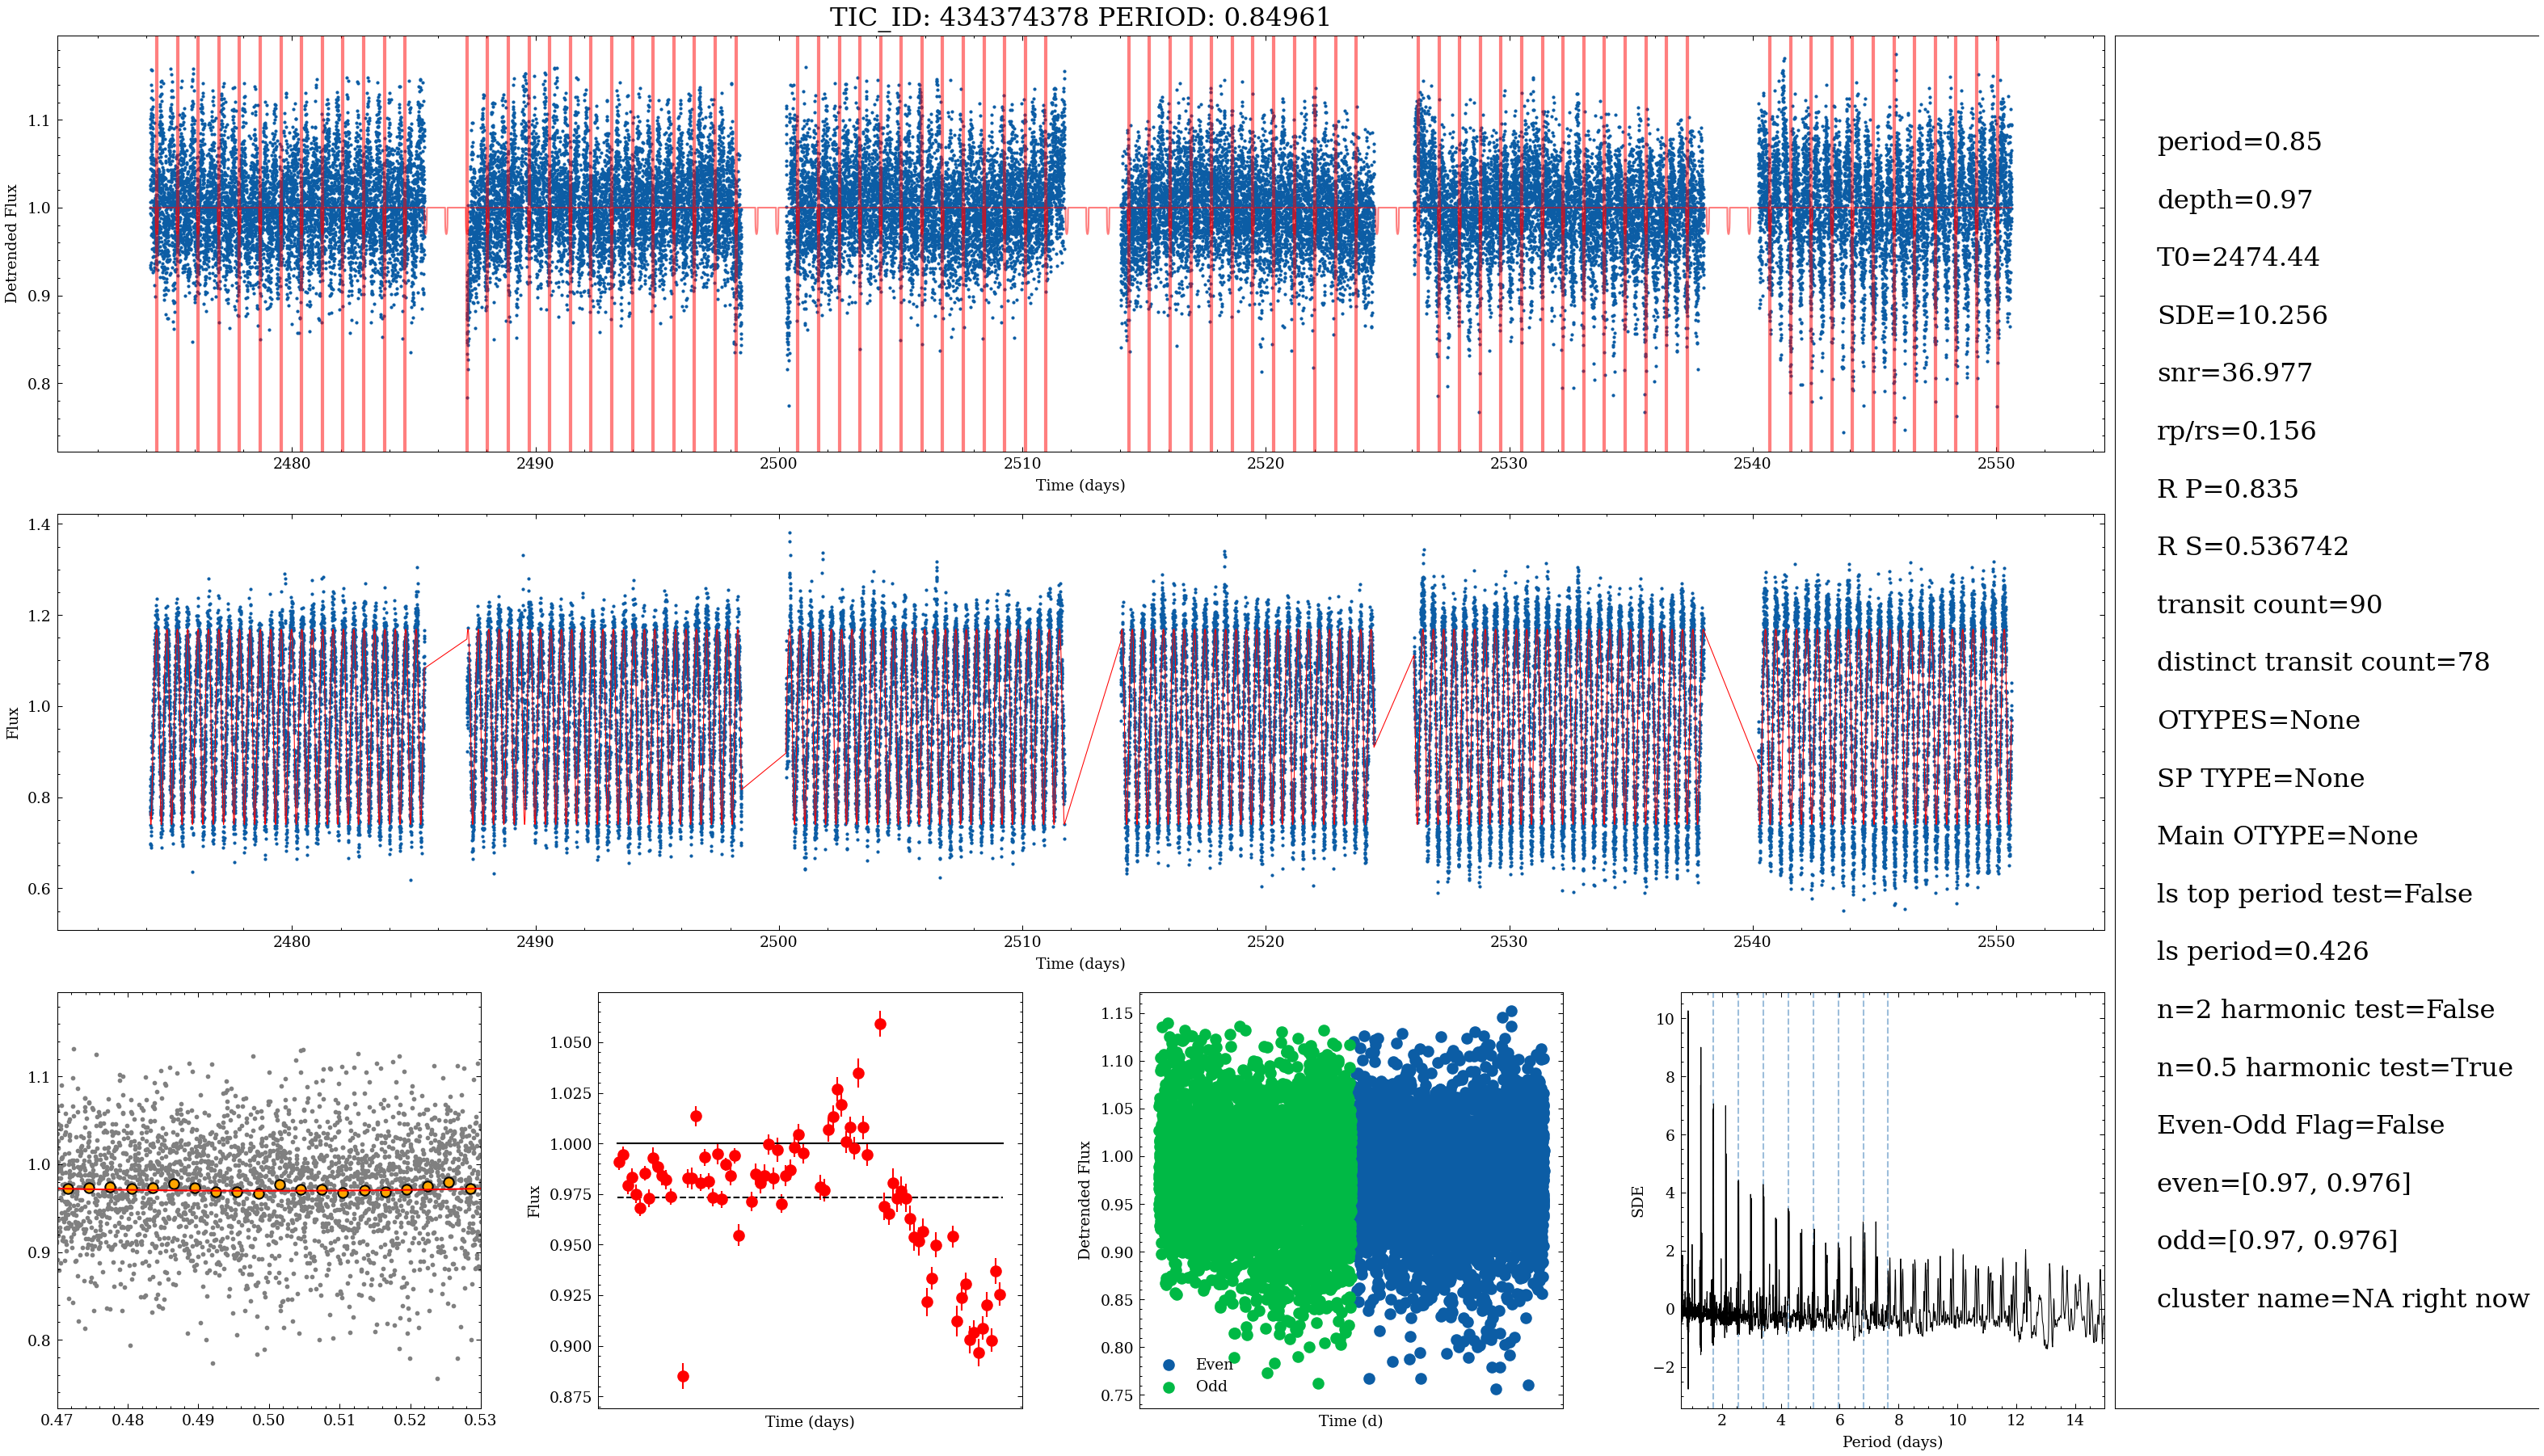 TIC_ID: 434374378 PERIOD: 0.84961
Detrended Flux
1.1
1.0
0.9
0.8
2480 2490 2500 2510 2520 2530 2540 2550
Time (days)
Flux
1.4
1.2
1.0
0.8
0.6
2480 2490 2500 2510 2520 2530 2540 2550
Time (days)
1.1
1.0
0.9
0.8
0.47 0.48 0.49 0.50 0.51 0.52 0.53
Flux
1.050
1.025
1.000
0.975
0.950
0.925
0.900
0.875
Time (days)
Detrended Flux
1.15
1.10
1.05
1.00
0.95
0.90
0.85
0.80
0.75
Even
Odd
Time (d)
SDE
10
8
6
4
2
0
−2
2 4 6 8 10 12 14
Period (days)
period=0.85
depth=0.97
T0=2474.44
SDE=10.256
snr=36.977
rp/rs=0.156
R P=0.835
R S=0.536742
transit count=90
distinct transit count=78
OTYPES=None
SP TYPE=None
Main OTYPE=None
ls top period test=False
ls period=0.426
n=2 harmonic test=False
n=0.5 harmonic test=True
Even-Odd Flag=False
even=[0.97, 0.976]
odd=[0.97, 0.976]
cluster name=NA right now